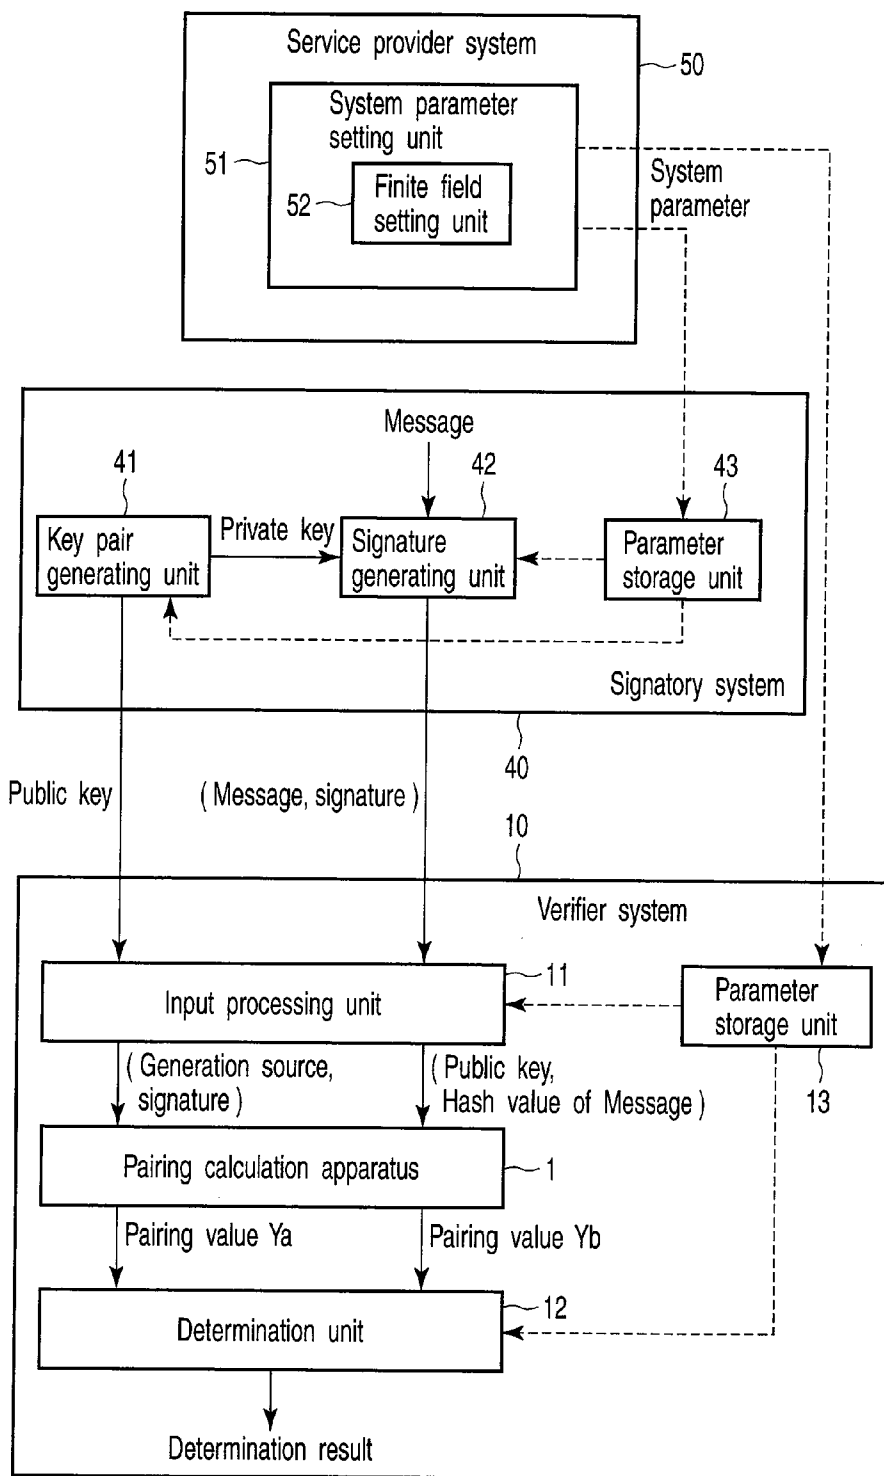 Service provider system
50
System parameter
setting unit
51
52
Finite field
setting unit
System
parameter
Message
41
42
43
Key pair
generating unit
Private key
Signature
generating unit
Parameter
storage unit
Signatory system
40
Public key
( Message, signature )
10
Verifier system
11
Input processing unit
Parameter
storage unit
13
( Generation source,
signature )
( Public key,
Hash value of Message )
Pairing calculation apparatus
1
Pairing value Ya
Pairing value Yb
12
Determination unit
Determination result